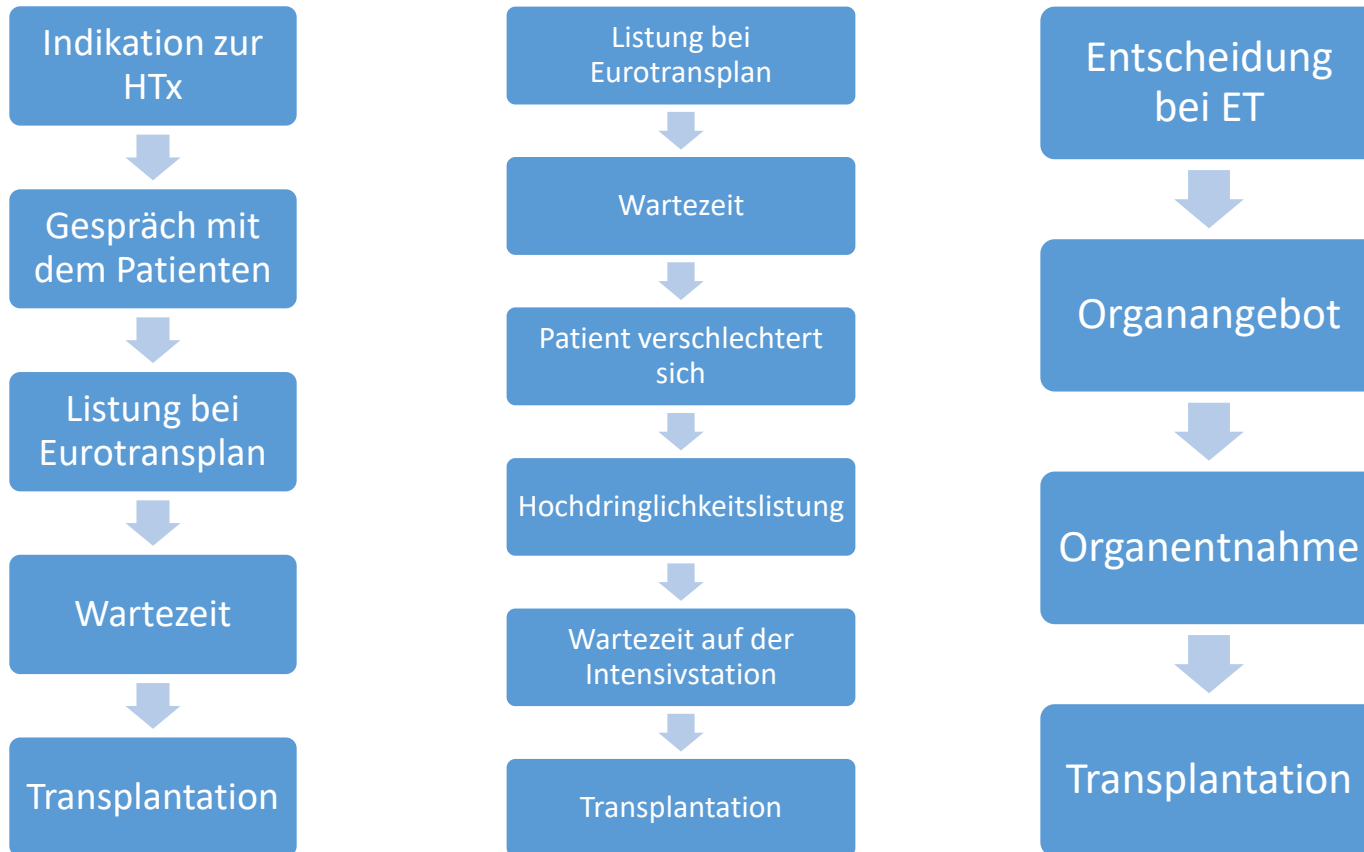 Indikation zur
HTx
Gespräch mit
dem Patienten
Listung bei
Eurotransplan
Wartezeit
Transplantation
Listung bei
Eurotransplan
Wartezeit
Patient verschlechtert
sich
Hochdringlichkeitslistung
Wartezeit auf der
Intensivstation
Transplantation
Entscheidung
bei ET
Organangebot
Organentnahme
Transplantation